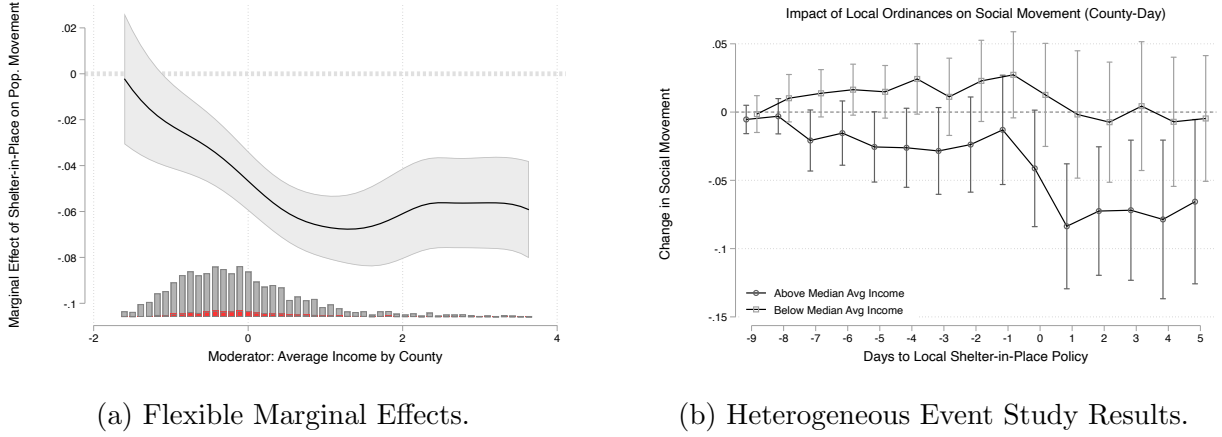 Marginal Effect of Shelter-in-Place on Pop. Movement
.02
0
-.02
-.04
-.06
-.08
-.1
-2 0 2 4
Moderator: Average Income by County
(a) Flexible Marginal Effects.
Impact of Local Ordinances on Social Movement (County-Day)
Change in Social Movement
.05
0
-.05
-.1
-.15
Above Median Avg Income
Below Median Avg Income
-9 -8 -7 -6 -5 -4 -3 -2 -1 0 1 2 3 4 5
Days to Local Shelter-in-Place Policy
(b) Heterogeneous Event Study Results.